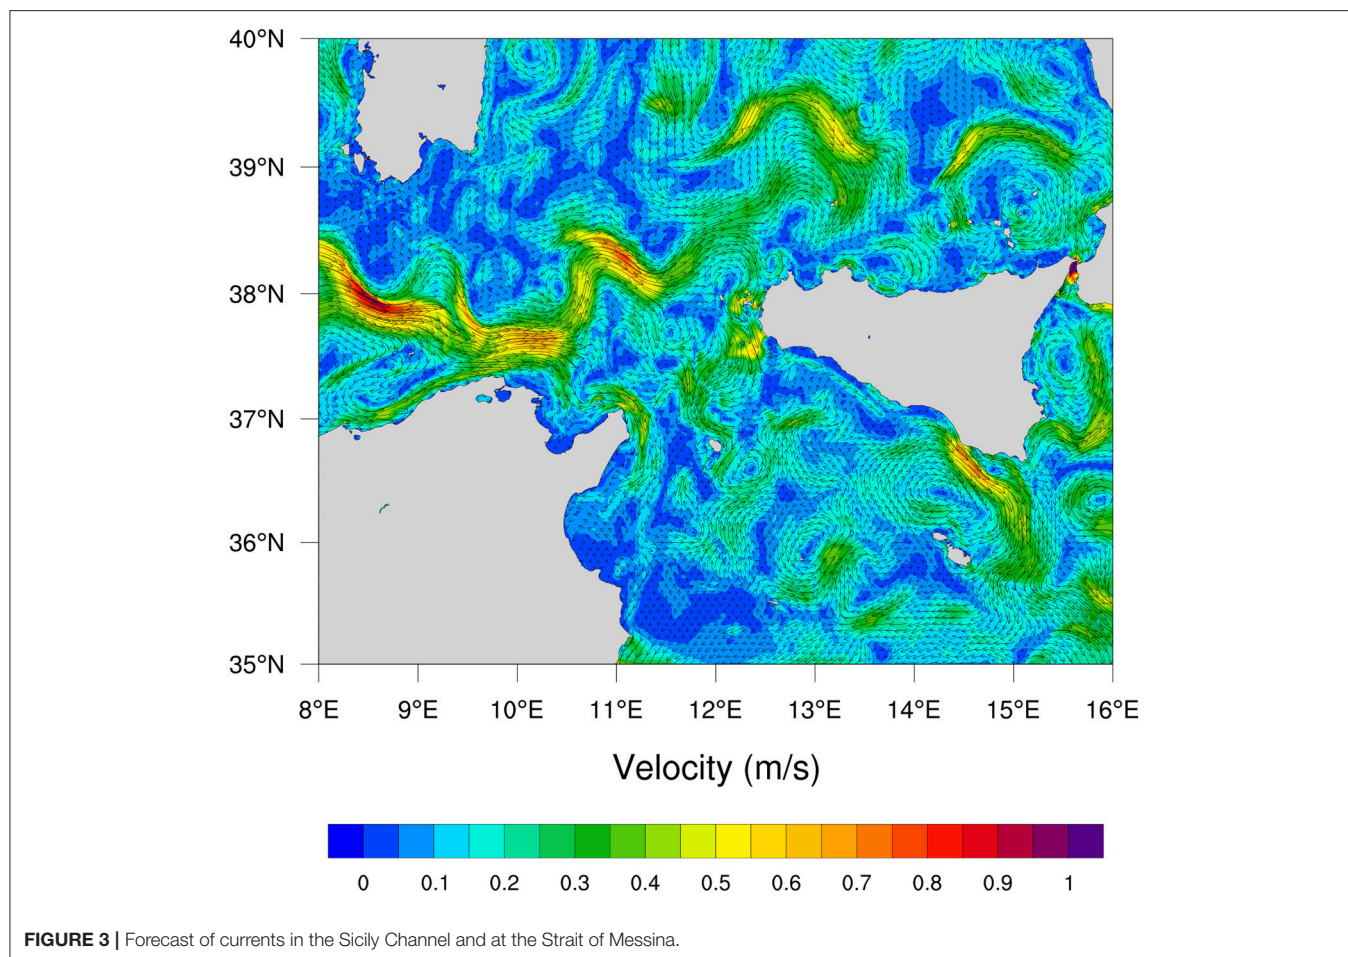 40°N
39°N
38°N
37°N
36°N
35°N
8°E 9°E 10°E 11°E 12°E 13°E 14°E 15°E 16°E
Velocity (m/s)
0 0.1 0.2 0.3 0.4 0.5 0.6 0.7 0.8 0.9 1
FIGURE 3 | Forecast of currents in the Sicily Channel and at the Strait of Messina.